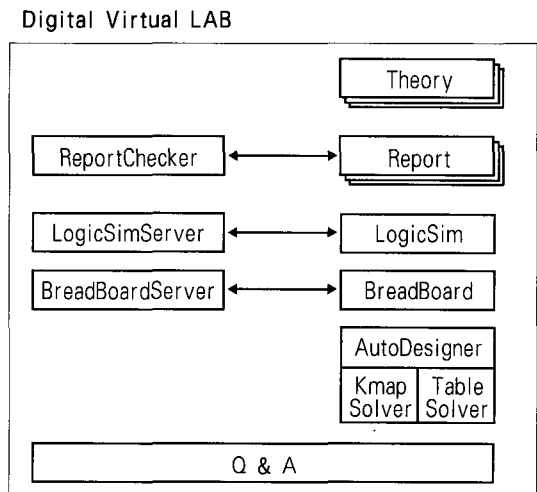 Digital Virtual LAB
Theory
ReportChecker
Report
LogicSimServer
LogicSim
BreadBoardServer
BreadBoard
AutoDesigner
Kmap Table
Solver Solver
Q & A